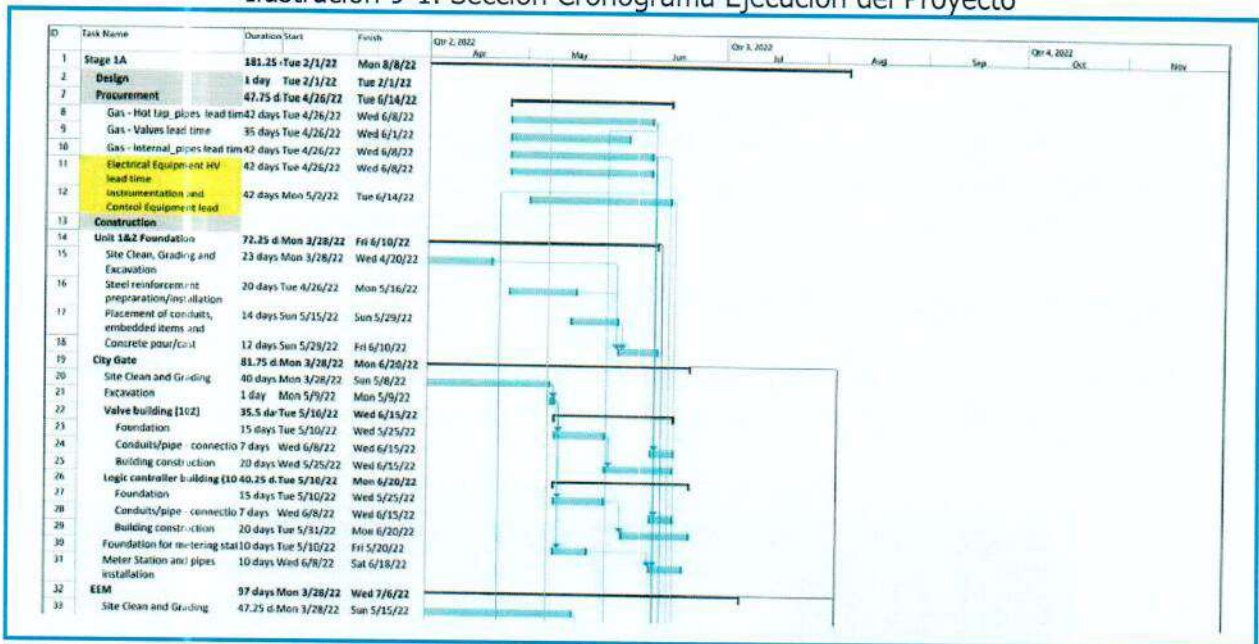 Ilustración 9-1: Sección Cronograma Ejecución del Proyecto
ID Task Name Duration Start Finish Qtr 2, 2022 Qtr 3, 2022 Qtr 4, 2022
Apr May Jun Jul Aug Sep Oct Nov
1 Stage 1A 181.25 Tue 2/1/22 Mon 8/8/22
2 Design 1 day Tue 2/1/22 Tue 2/1/22
7 Procurement 47.75 d Tue 4/26/22 Tue 6/14/22
8 Gas - Hot tap_pipes lead tim 42 days Tue 4/26/22 Wed 6/8/22
9 Gas - Valves lead time 35 days Tue 4/26/22 Wed 6/1/22
10 Gas - Internal_pipes lead tim 42 days Tue 4/26/22 Wed 6/8/22
11 Electrical Equipment HV 42 days Tue 4/26/22 Wed 6/8/22
lead time
12 Instrumentation and 42 days Mon 5/2/22 Tue 6/14/22
Control Equipment lead
13 Construction
14 Unit 1&2 Foundation 72.25 d Mon 3/28/22 Fri 6/10/22
15 Site Clean, Grading and 23 days Mon 3/28/22 Wed 4/20/22
Excavation
16 Steel reinforcement 20 days Tue 4/26/22 Mon 5/16/22
prepraration/installation
17 Placement of conduits, 14 days Sun 5/15/22 Sun 5/29/22
embedded items and
18 Concrete pour/cast 12 days Sun 5/29/22 Fri 6/10/22
19 City Gate 81.75 d Mon 3/28/22 Mon 6/20/22
20 Site Clean and Grading 40 days Mon 3/28/22 Sun 5/8/22
21 Excavation 1 day Mon 5/9/22 Mon 5/9/22
22 Valve building (102) 35.5 da Tue 5/10/22 Wed 6/15/22
23 Foundation 15 days Tue 5/10/22 Wed 5/25/22
24 Conduits/pipe - connectio 7 days Wed 6/8/22 Wed 6/15/22
25 Building construction 20 days Wed 5/25/22 Wed 6/15/22
26 Logic controller building (10 40.25 d Tue 5/10/22 Mon 6/20/22
27 Foundation 15 days Tue 5/10/22 Wed 5/25/22
28 Conduits/pipe - connectio 7 days Wed 6/8/22 Wed 6/15/22
29 Building construction 20 days Tue 5/31/22 Mon 6/20/22
30 Foundation for metering stat 10 days Tue 5/10/22 Fri 5/20/22
31 Meter Station and pipes 10 days Wed 6/8/22 Sat 6/18/22
installation
32 EEM 97 days Mon 3/28/22 Wed 7/6/22
33 Site Clean and Grading 47.25 d Mon 3/28/22 Sun 5/15/22